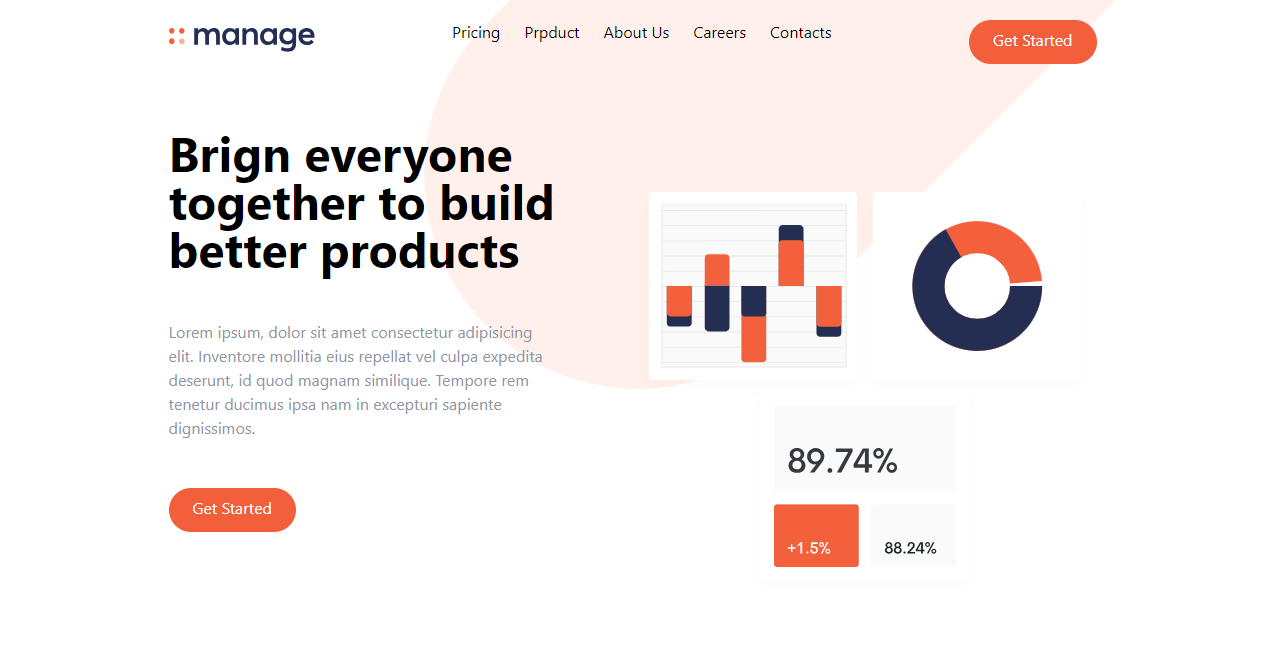 manage
Pricing Prpduct About Us Careers Contacts
Get Started
Brign everyone
together to build
better products
Lorem ipsum, dolor sit amet consectetur adipisicing
elit. Inventore mollitia eius repellat vel culpa expedita
deserunt, id quod magnam similique. Tempore rem
tenetur ducimus ipsa nam in excepturi sapiente
dignissimos.
Get Started
89.74%
+1.5% 88.24%